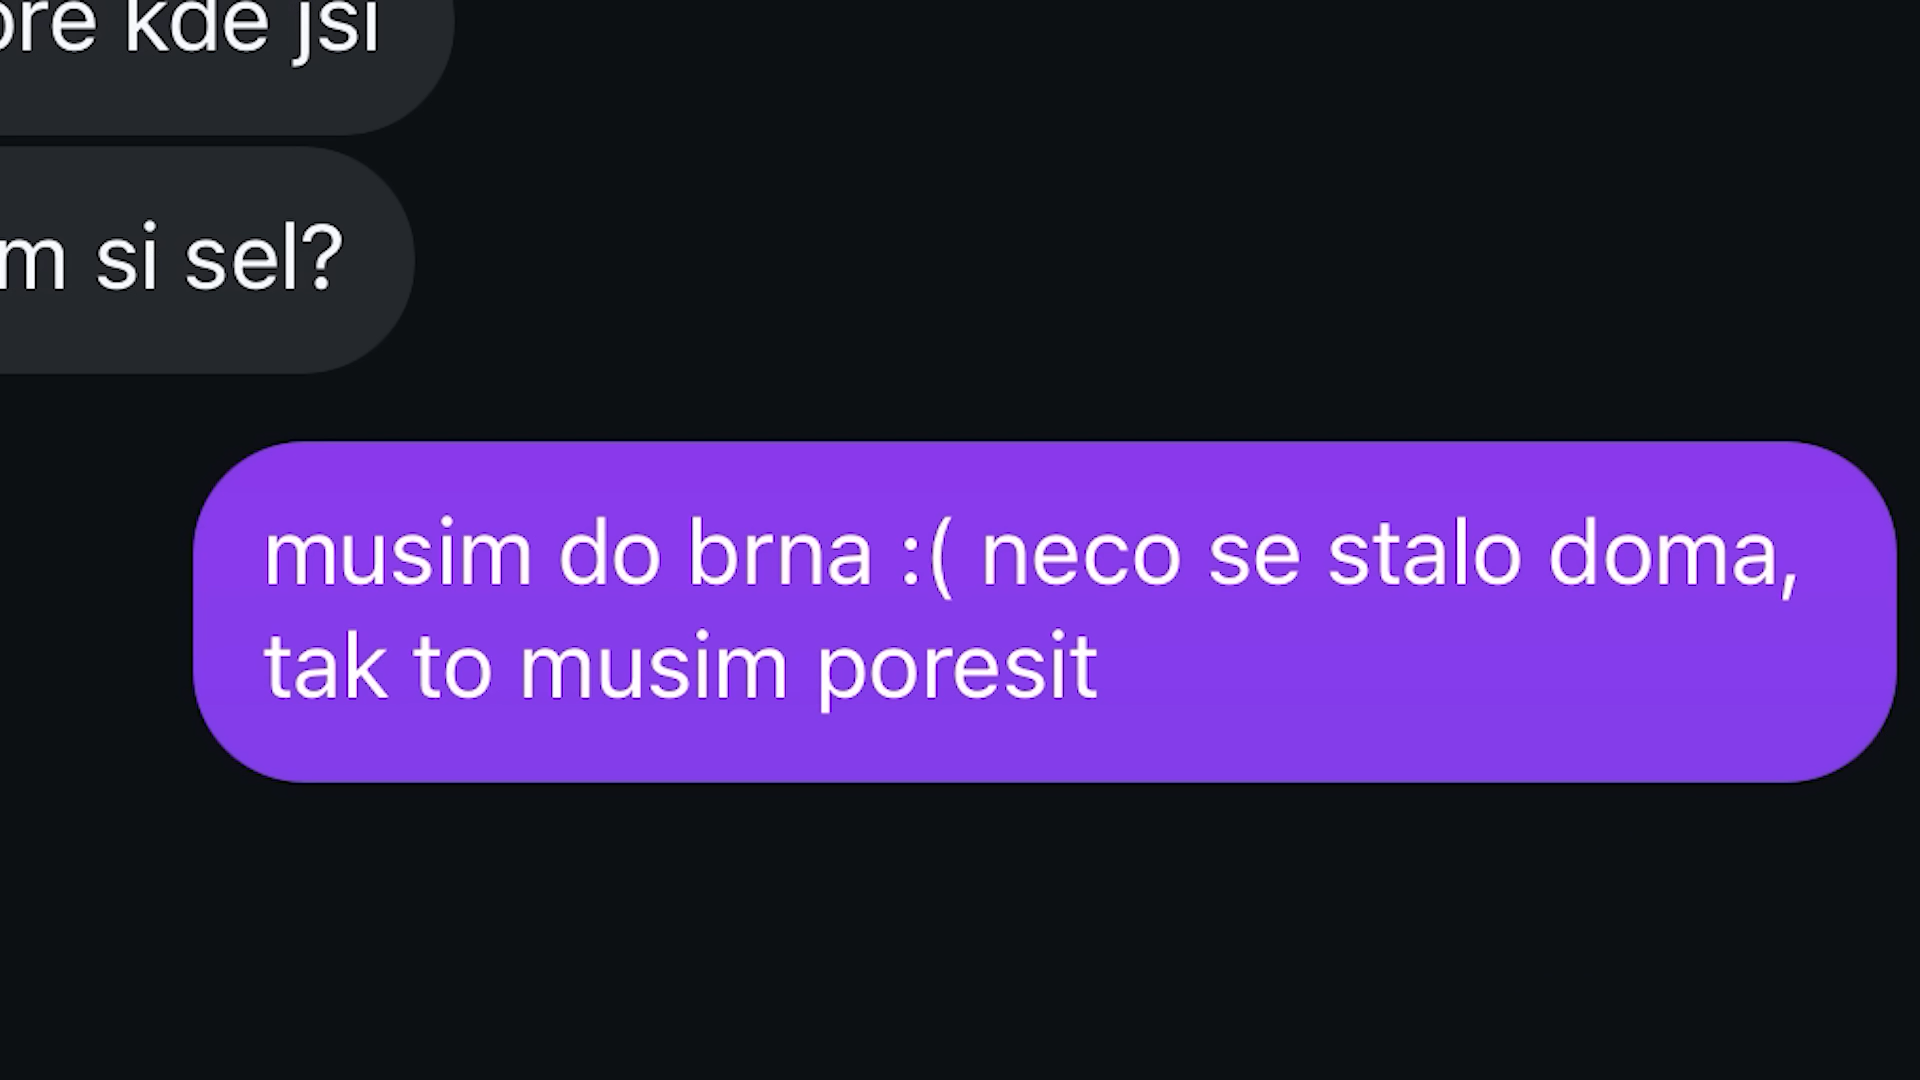 kde jsi
si sel?
musim do brna :( neco se stalo doma,
tak to musim poresit